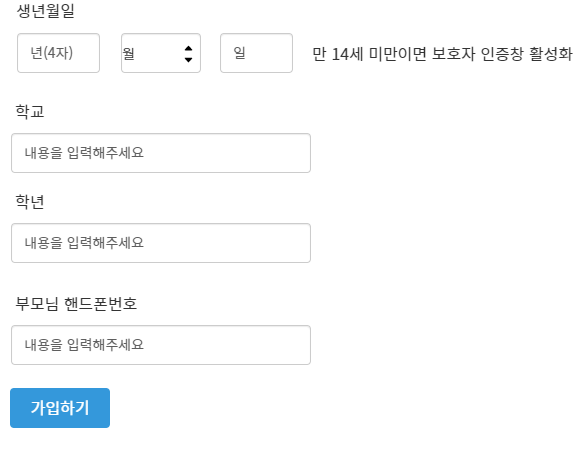 생년월일
년(4자) 월 일 만 14세 미만이면 보호자 인증창 활성화
학교
내용을 입력해주세요
학년
내용을 입력해주세요
부모님 핸드폰번호
내용을 입력해주세요
가입하기